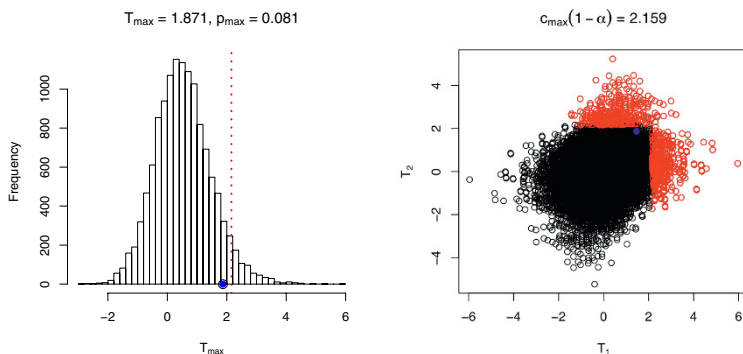 T_max = 1.871, p_max = 0.081
Frequency
1000
800
600
400
200
0
−2 0 2 4 6
T_max
c_max(1 − α) = 2.159
T_2
4
2
0
−2
−4
−6 −4 −2 0 2 4 6
T_1